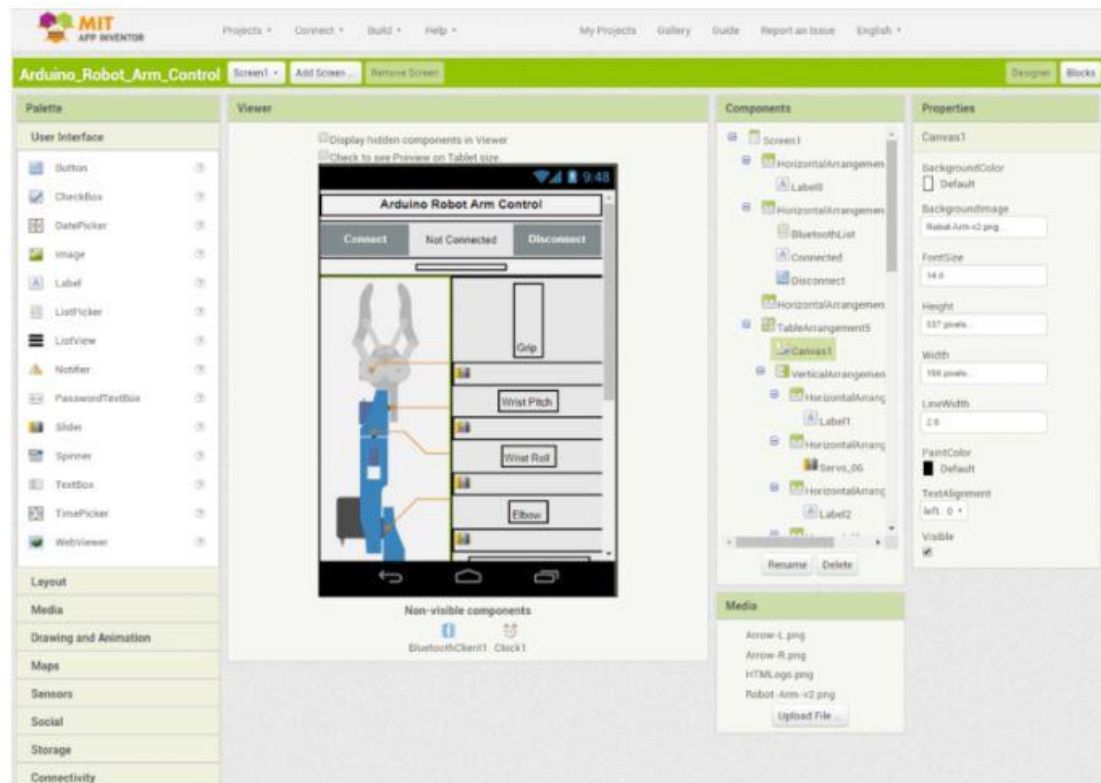 MIT
APP INVENTOR
Projects
Connect
Build
Help
My Projects
Gallery
Guide
Report an Issue
English
Arduino_Robot_Arm_Control
Screen1
Add Screen ...
Remove Screen
Designer
Blocks
Palette
User Interface
Button
CheckBox
DatePicker
Image
Label
ListPicker
ListView
Notifier
PasswordTextBox
Slider
Spinner
TextBox
TimePicker
WebViewer
Layout
Media
Drawing and Animation
Maps
Sensors
Social
Storage
Connectivity
Viewer
Display hidden components in Viewer
Check to see Preview on Tablet size.
9:48
Arduino Robot Arm Control
Connect
Not Connected
Disconnect
Grip
Wrist Pitch
Wrist Roll
Elbow
Non-visible components
BluetoothClient1
Clock1
Components
Screen1
HorizontalArrangemen
HorizontalArrangemen
BluetoothList
Connected
Disconnect
HorizontalArrangemen
TableArrangement5
Canvas1
VerticalArrangemen
HorizontalArrang
Label1
HorizontalArrang
Servo_06
HorizontalArrang
Label2
Rename
Delete
Media
Arrow-L.png
Arrow-R.png
HTMLogo.png
Robot-Arm-v2.png
Upload File ...
Properties
Canvas1
BackgroundColor
Default
BackgroundImage
Robot-Arm-v2.png...
FontSize
14.0
Height
537 pixels...
Width
pixels...
LineWidth
2.0
PaintColor
Default
TextAlignment
left : 0
Visible